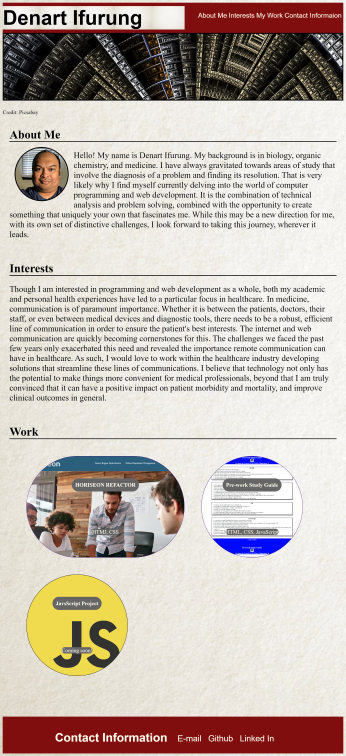 Denart Ifurung
About Me Interests My Work Contact Informaion
Credit: Picsabay
About Me
Hello! My name is Denart Ifurung. My background is in biology, organic
chemistry, and medicine. I have always gravitated towards areas of study that
involve the diagnosis of a problem and finding its resolution. That is very
likely why I find myself currently delving into the world of computer
programming and web development. It is the combination of technical
analysis and problem solving, combined with the opportunity to create
something that uniquely your own that fascinates me. While this may be a new direction for me,
with its own set of distinctive challenges, I look forward to taking this journey, wherever it
leads.
Interests
Though I am interested in programming and web development as a whole, both my academic
and personal health experiences have led to a particular focus in healthcare. In medicine,
communication is of paramount importance. Whether it is between the patients, doctors, their
staff, or even between medical devices and diagnostic tools, there needs to be a robust, efficient
line of communication in order to ensure the patient's best interests. The internet and web
communication are quickly becoming cornerstones for this. The challenges we faced the past
few years only exacerbated this need and revealed the importance remote communication can
have in healthcare. As such, I would love to work within the healthcare industry developing
solutions that streamline these lines of communications. I believe that technology not only has
the potential to make things more convenient for medical professionals, beyond that I am truly
convinced that it can have a positive impact on patient morbidity and mortality, and improve
clinical outcomes in general.
Work
HORISEON REFACTOR
HTML CSS
Pre-work Study Guide
HTML, CSS, JavaScript
JavaScript Project
coming soon
JS
Contact Information E-mail Github Linked In